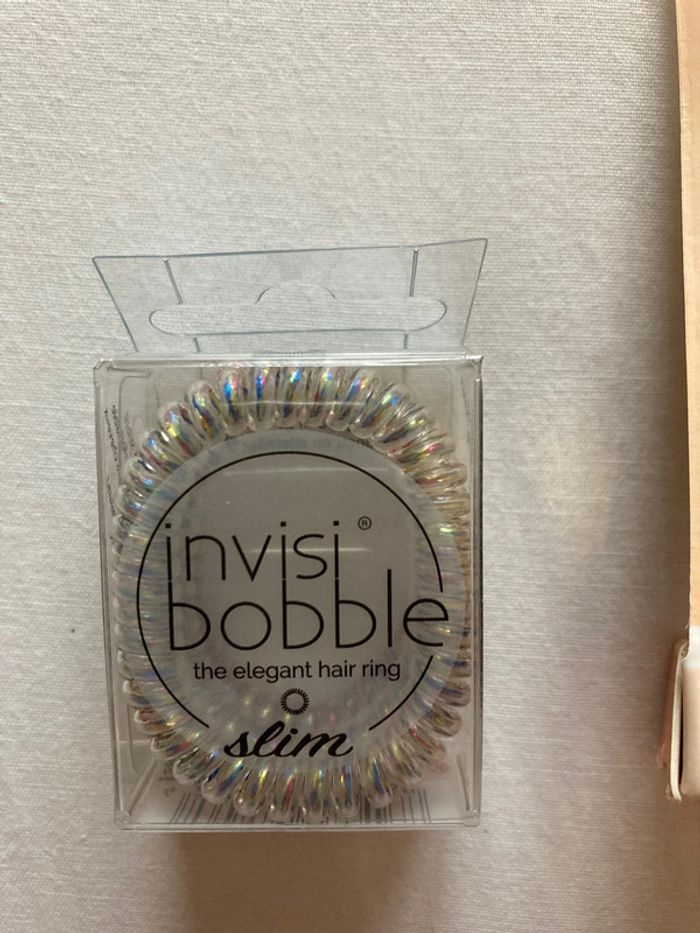 invisi®
bobble
the elegant hair ring
slim